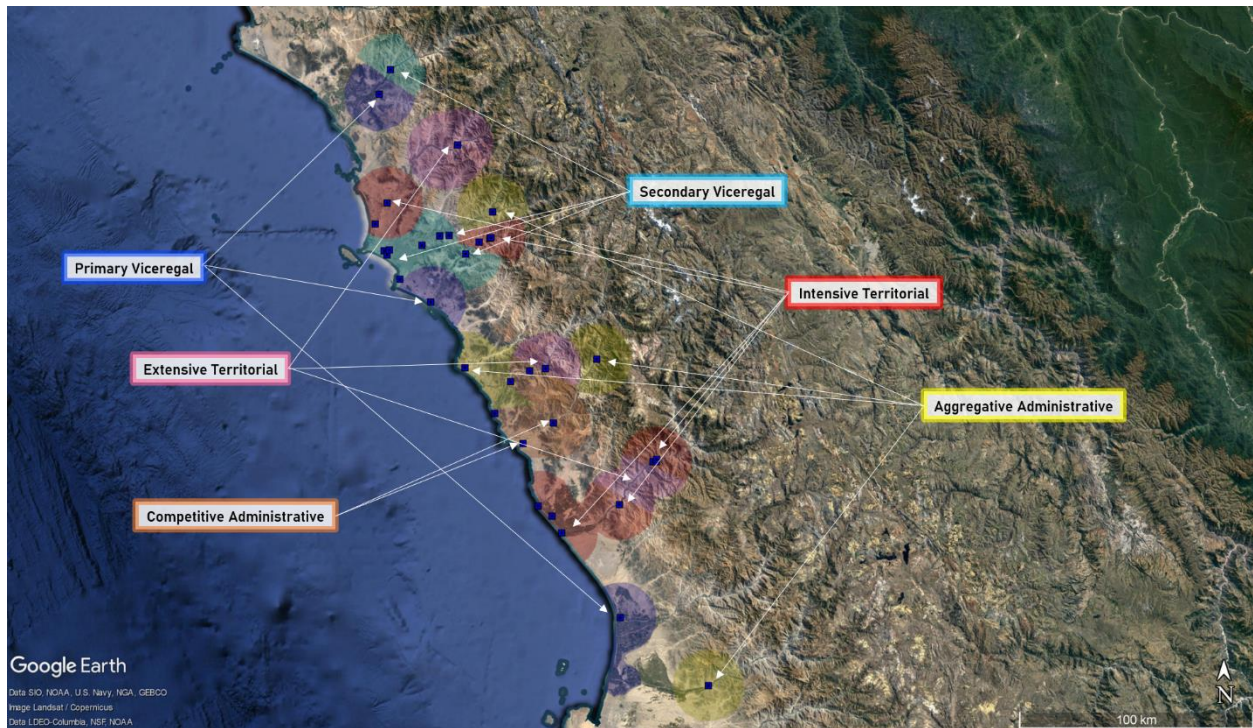 Secondary Viceregal
Primary Viceregal
Intensive Territorial
Extensive Territorial
Aggregative Administrative
Competitive Administrative
Google Earth
Data SIO, NOAA, U.S. Navy, NGA, GEBCO
Image Landsat / Copernicus
Data LDEO-Columbia, NSF, NOAA
N
100 km